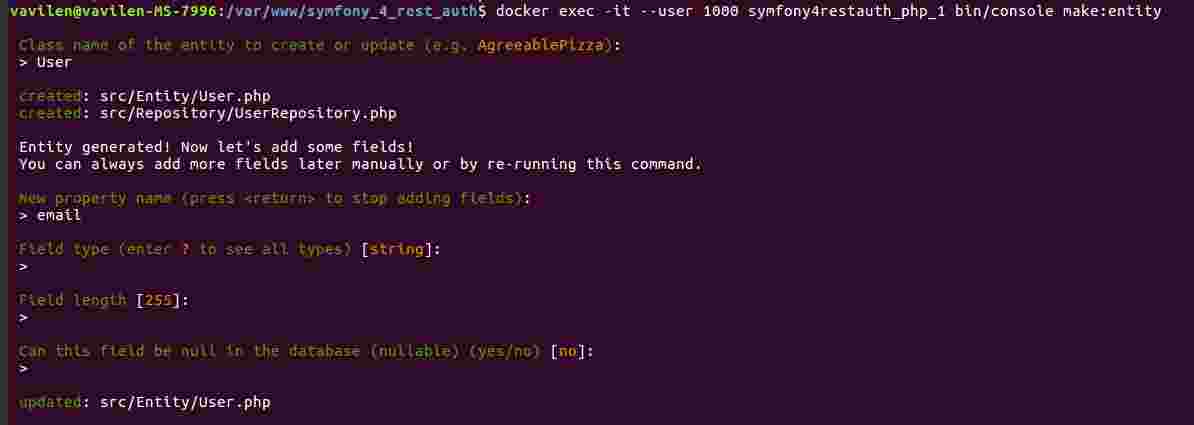 vavilen@vavilen-MS-7996:/var/www/symfony_4_rest_auth$ docker exec -it --user 1000 symfony4restauth_php_1 bin/console make:entity
Class name of the entity to create or update (e.g. AgreeablePizza):
> User
created: src/Entity/User.php
created: src/Repository/UserRepository.php
Entity generated! Now let's add some fields!
You can always add more fields later manually or by re-running this command.
New property name (press <return> to stop adding fields):
> email
Field type (enter ? to see all types) [string]:
>
Field length [255]:
>
Can this field be null in the database (nullable) (yes/no) [no]:
>
updated: src/Entity/User.php